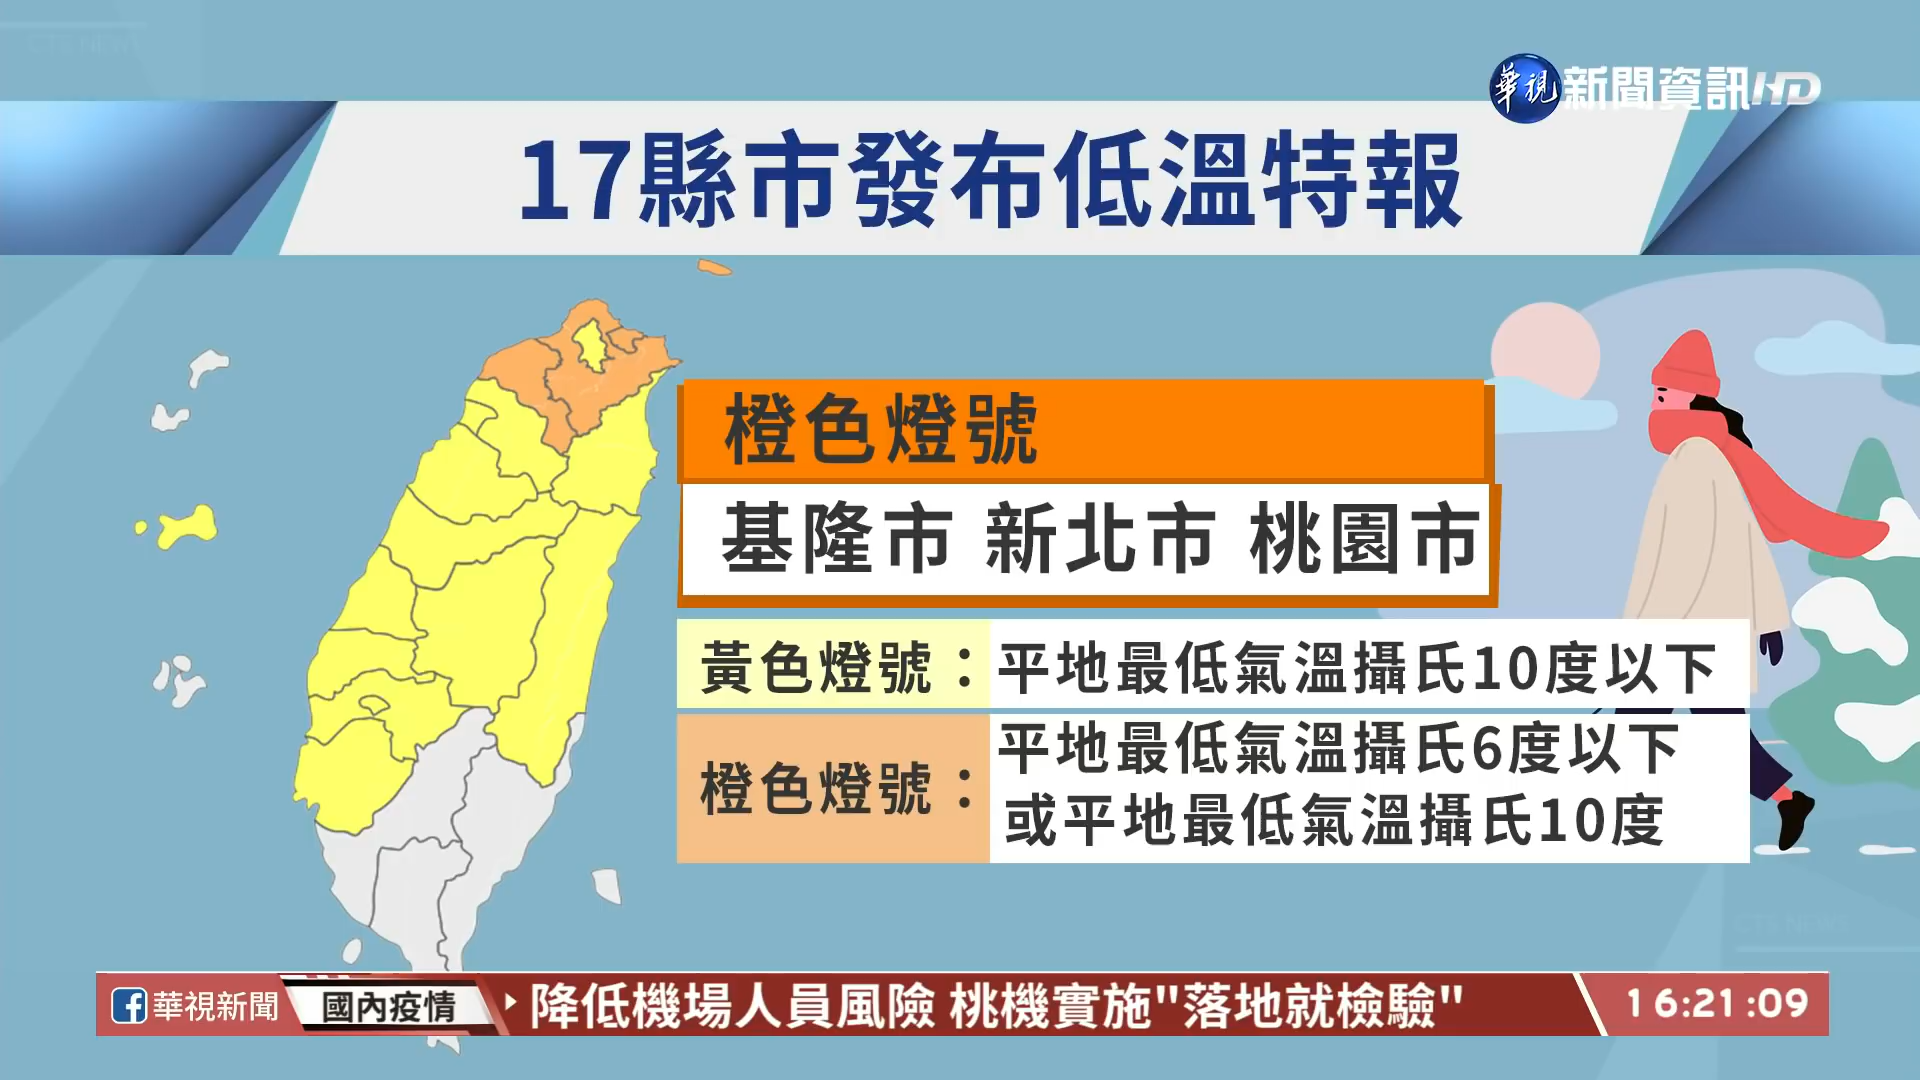 CTS NEWS
華視新聞資訊HD
17縣市發布低溫特報
橙色燈號
基隆市 新北市 桃園市
黃色燈號：平地最低氣溫攝氏10度以下
橙色燈號：平地最低氣溫攝氏6度以下
或平地最低氣溫攝氏10度
CTS NEWS
華視新聞 國內疫情 降低機場人員風險 桃機實施"落地就檢驗" 16:21:09